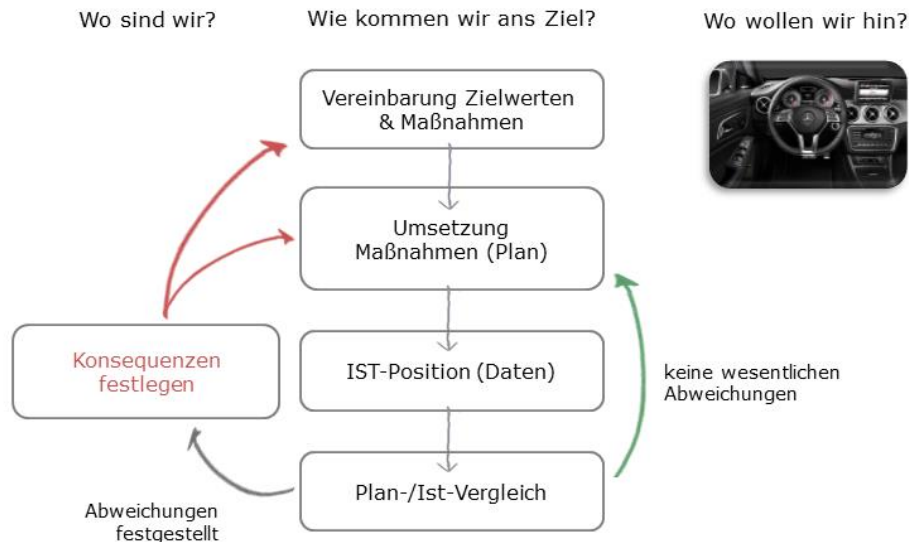 Wo sind wir?
Wie kommen wir ans Ziel?
Wo wollen wir hin?
Vereinbarung Zielwerten
& Maßnahmen
Umsetzung
Maßnahmen (Plan)
Konsequenzen
festlegen
IST-Position (Daten)
keine wesentlichen
Abweichungen
Plan-/Ist-Vergleich
Abweichungen
festgestellt